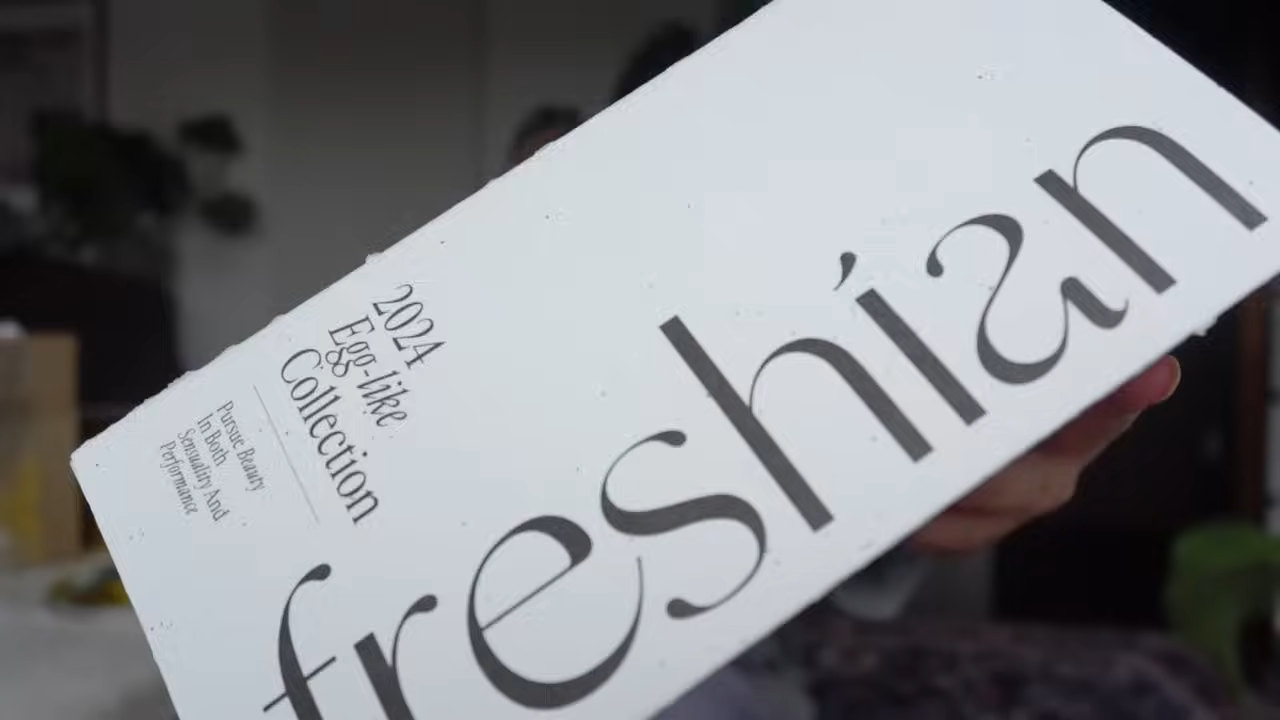 2024
Egg-like
Collection
Pursue Beauty
In Both
Sensuality And
Performance
freshian